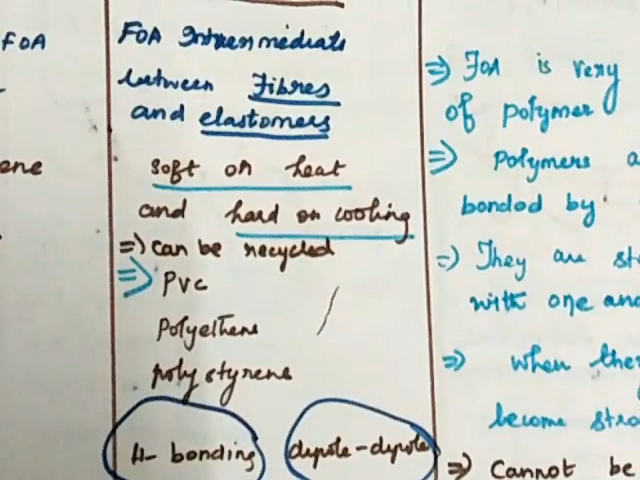 FOA
ene
FOA Intermediate
between Fibres
and elastomers
soft on heat
and hard on cooling
=> can be recycled
=> PVC
Polyethene
polystyrene
H- bonding
dipole-dipole
=> FOA is very
of polymer
=> Polymers a
bonded by
=> They are str
with one and
=> when the
become stro
=> Cannot be